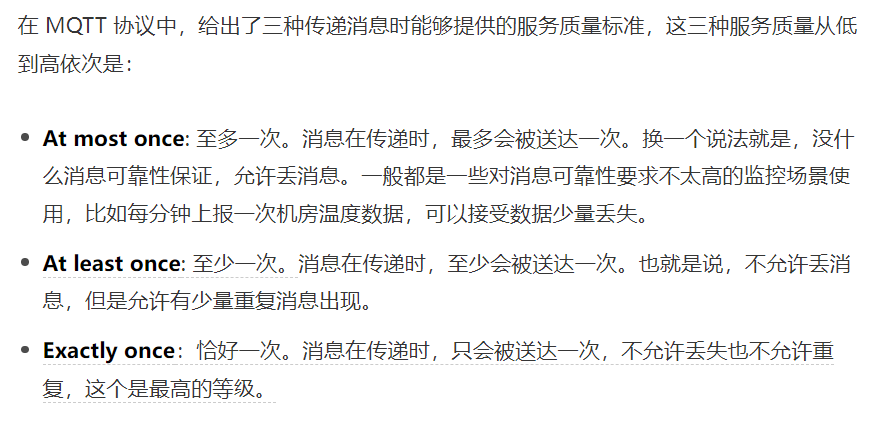 在 MQTT 协议中，给出了三种传递消息时能够提供的服务质量标准，这三种服务质量从低
到高依次是：
At most once: 至多一次。消息在传递时，最多会被送达一次。换一个说法就是，没什
么消息可靠性保证，允许丢消息。一般都是一些对消息可靠性要求不太高的监控场景使
用，比如每分钟上报一次机房温度数据，可以接受数据少量丢失。
At least once: 至少一次。消息在传递时，至少会被送达一次。也就是说，不允许丢消
息，但是允许有少量重复消息出现。
Exactly once：恰好一次。消息在传递时，只会被送达一次，不允许丢失也不允许重
复，这个是最高的等级。